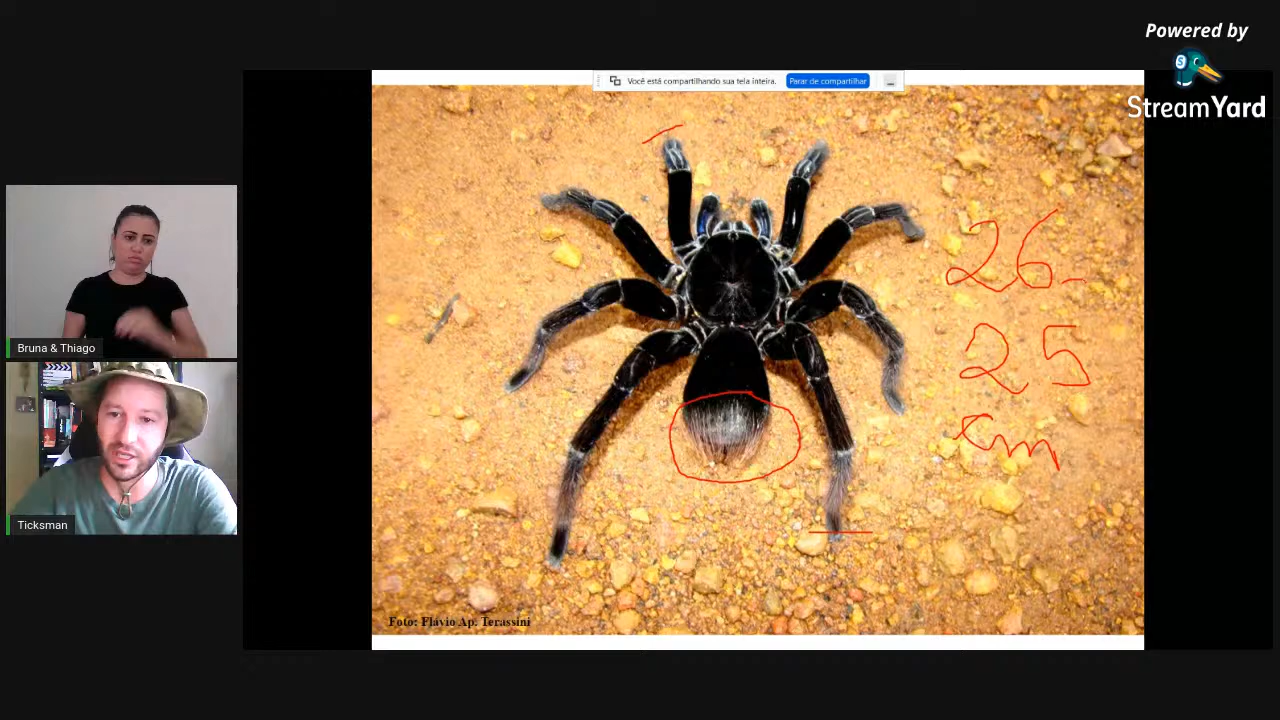 Powered by
StreamYard
Você está compartilhando sua tela inteira. Parar de compartilhar
26
25
cm
Bruna & Thiago
Ticksman
Foto: Flavio Ap. Terassini